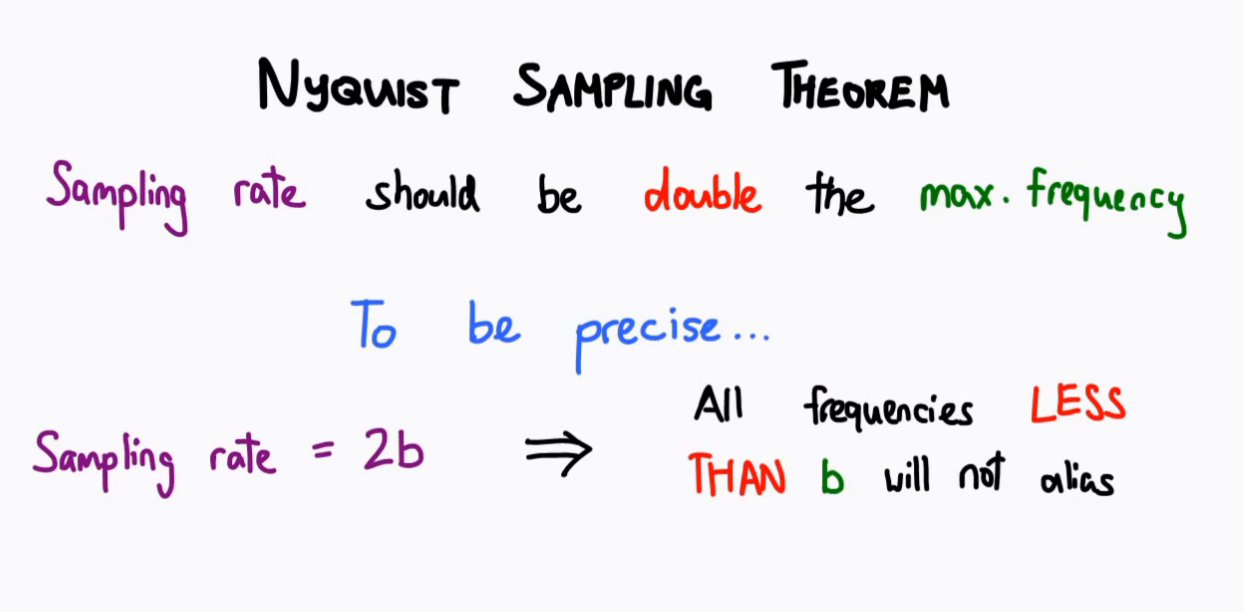 NYQUIST SAMPLING THEOREM
Sampling rate should be double the max. frequency
To be precise...
Sampling rate = 2b ⇒ All frequencies LESS
THAN b will not alias